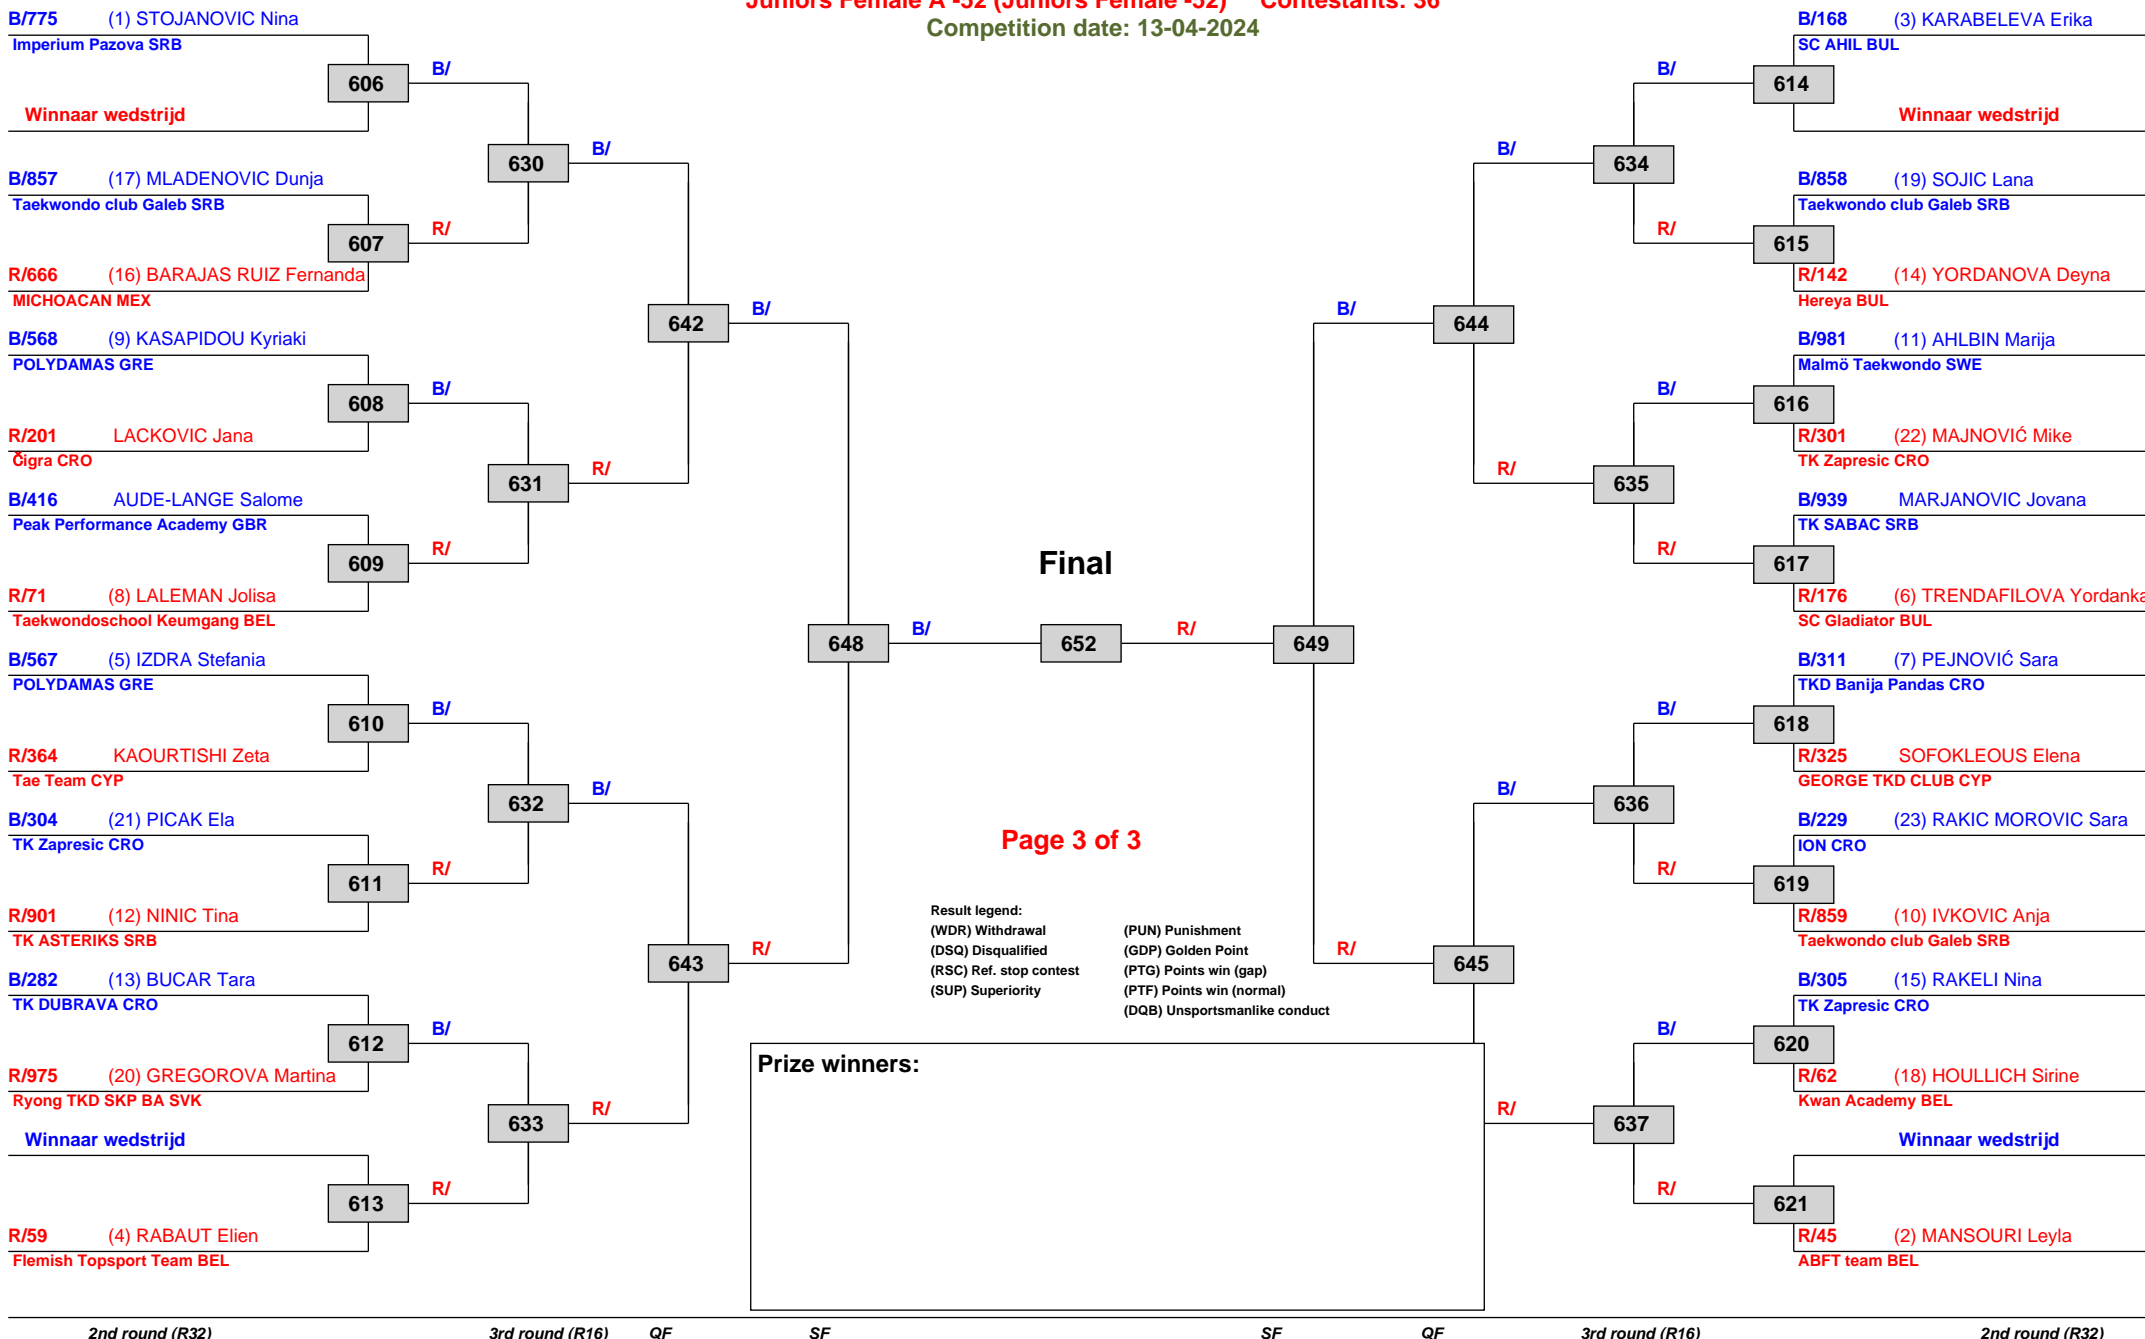 Juniors Female A -52 (Juniors Female -52) Contestants: 36
Competition date: 13-04-2024
B/775 (1) STOJANOVIC Nina
Imperium Pazova SRB
606
B/
Winnaar wedstrijd
630
B/
B/857 (17) MLADENOVIC Dunja
Taekwondo club Galeb SRB
607
R/
R/666 (16) BARAJAS RUIZ Fernanda
MICHOACAN MEX
642
B/
B/568 (9) KASAPIDOU Kyriaki
POLYDAMAS GRE
608
B/
R/201 LACKOVIC Jana
Čigra CRO
631
R/
B/416 AUDE-LANGE Salome
Peak Performance Academy GBR
609
R/
R/71 (8) LALEMAN Jolisa
Taekwondoschool Keumgang BEL
648
B/
B/567 (5) IZDRA Stefania
POLYDAMAS GRE
610
B/
R/364 KAOURTISHI Zeta
Tae Team CYP
632
B/
B/304 (21) PICAK Ela
TK Zapresic CRO
611
R/
R/901 (12) NINIC Tina
TK ASTERIKS SRB
643
R/
B/282 (13) BUCAR Tara
TK DUBRAVA CRO
612
B/
R/975 (20) GREGOROVA Martina
Ryong TKD SKP BA SVK
633
R/
Winnaar wedstrijd
613
R/
R/59 (4) RABAUT Elien
Flemish Topsport Team BEL
Final
652
R/
Page 3 of 3
Result legend:
(WDR) Withdrawal
(DSQ) Disqualified
(RSC) Ref. stop contest
(SUP) Superiority
(PUN) Punishment
(GDP) Golden Point
(PTG) Points win (gap)
(PTF) Points win (normal)
(DQB) Unsportsmanlike conduct
Prize winners:
B/168 (3) KARABELEVA Erika
SC AHIL BUL
B/
614
Winnaar wedstrijd
B/
634
B/858 (19) SOJIC Lana
Taekwondo club Galeb SRB
R/
615
R/142 (14) YORDANOVA Deyna
Hereya BUL
B/
644
B/981 (11) AHLBIN Marija
Malmö Taekwondo SWE
B/
616
R/301 (22) MAJNOVIĆ Mike
TK Zapresic CRO
R/
635
B/939 MARJANOVIC Jovana
TK SABAC SRB
R/
617
R/176 (6) TRENDAFILOVA Yordanka
SC Gladiator BUL
649
B/311 (7) PEJNOVIĆ Sara
TKD Banija Pandas CRO
B/
618
R/325 SOFOKLEOUS Elena
GEORGE TKD CLUB CYP
B/
636
B/229 (23) RAKIC MOROVIC Sara
ION CRO
R/
619
R/859 (10) IVKOVIC Anja
Taekwondo club Galeb SRB
R/
645
B/305 (15) RAKELI Nina
TK Zapresic CRO
B/
620
R/62 (18) HOULLICH Sirine
Kwan Academy BEL
R/
637
Winnaar wedstrijd
R/
621
R/45 (2) MANSOURI Leyla
ABFT team BEL
2nd round (R32) 3rd round (R16) QF SF SF QF 3rd round (R16) 2nd round (R32)